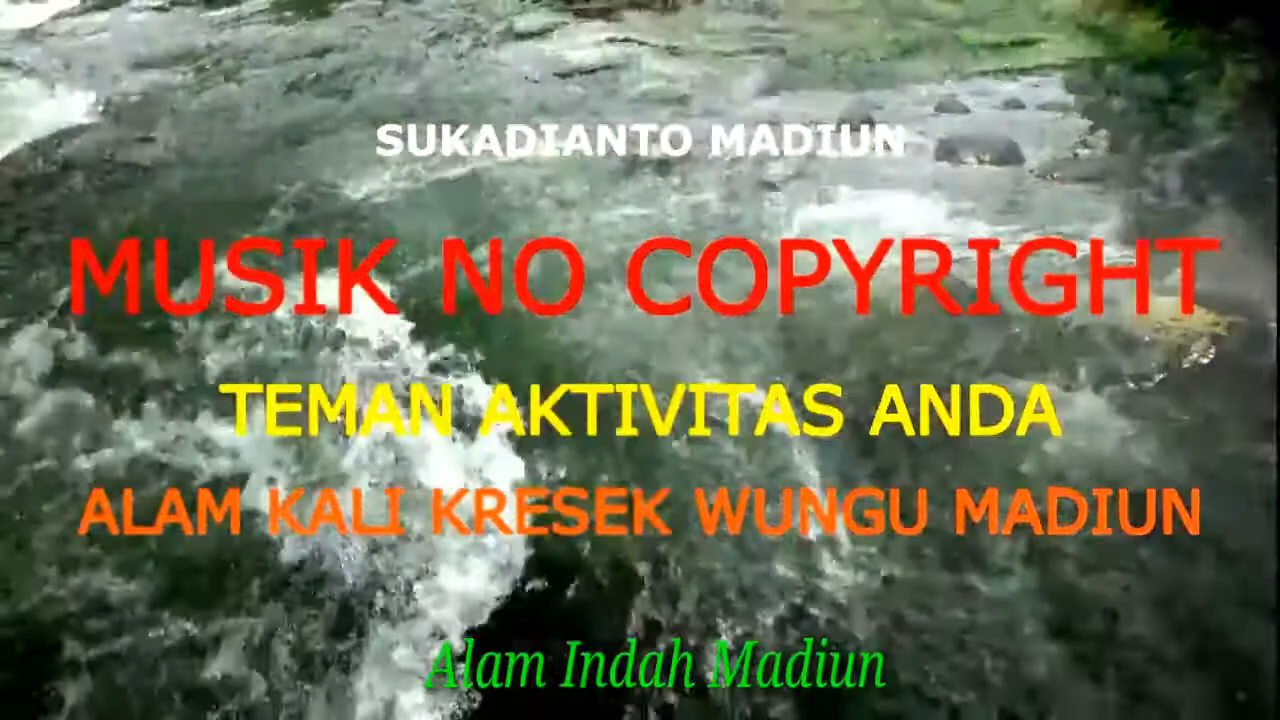 SUKADIANTO MADIUN
MUSIK NO COPYRIGHT
TEMAN AKTIVITAS ANDA
ALAM KALI KRESEK WUNGU MADIUN
Alam Indah Madiun